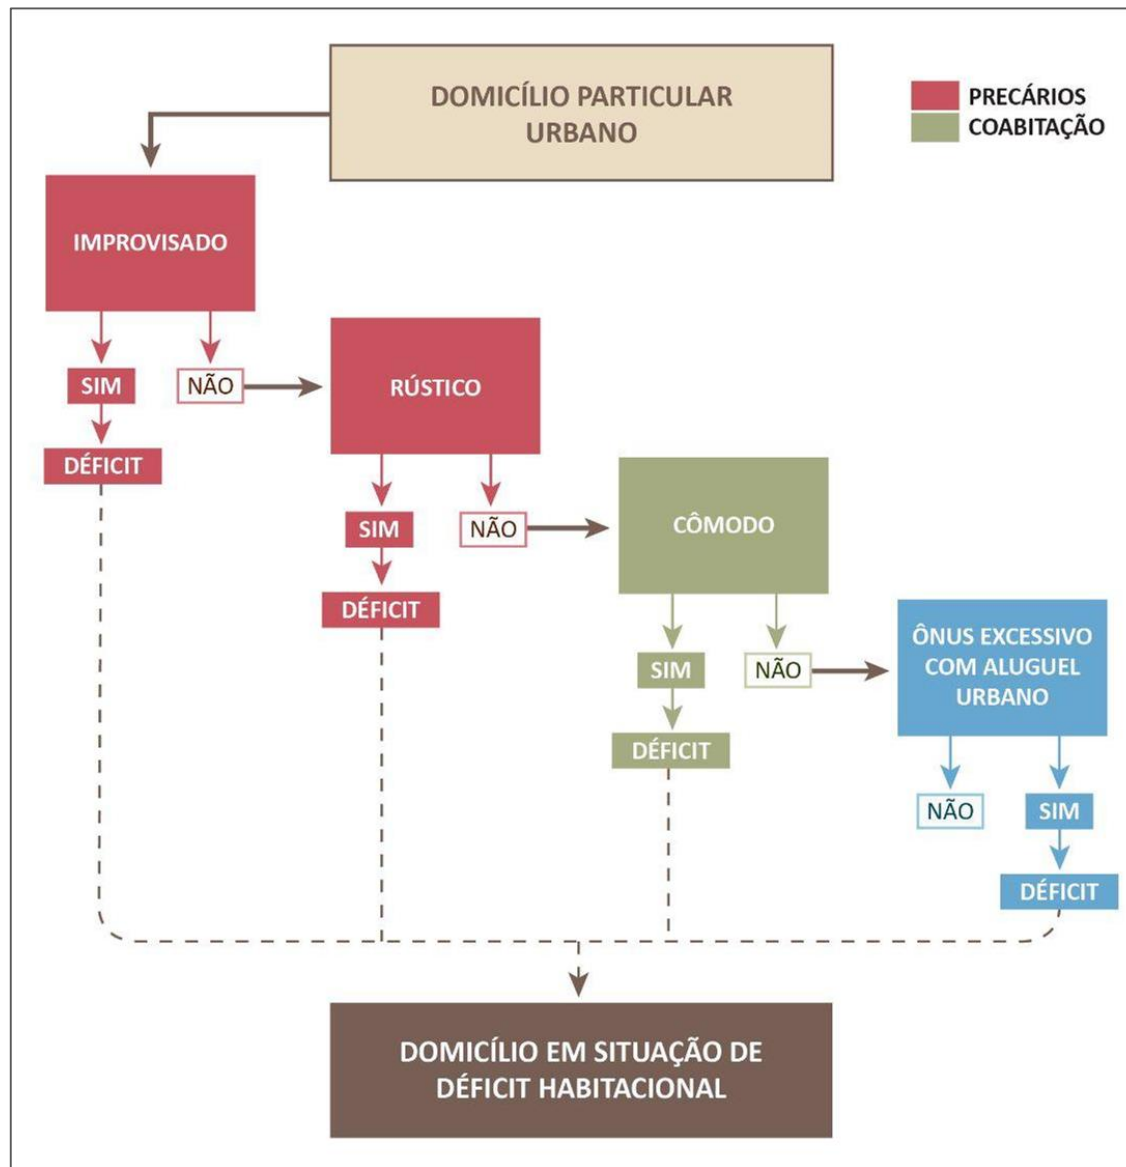 DOMICÍLIO PARTICULAR
URBANO
PRECÁRIOS
COABITAÇÃO
IMPROVISADO
SIM
NÃO
DÉFICIT
RÚSTICO
SIM
NÃO
DÉFICIT
CÔMODO
SIM
NÃO
DÉFICIT
ÔNUS EXCESSIVO
COM ALUGUEL
URBANO
NÃO
SIM
DÉFICIT
DOMICÍLIO EM SITUAÇÃO DE
DÉFICIT HABITACIONAL